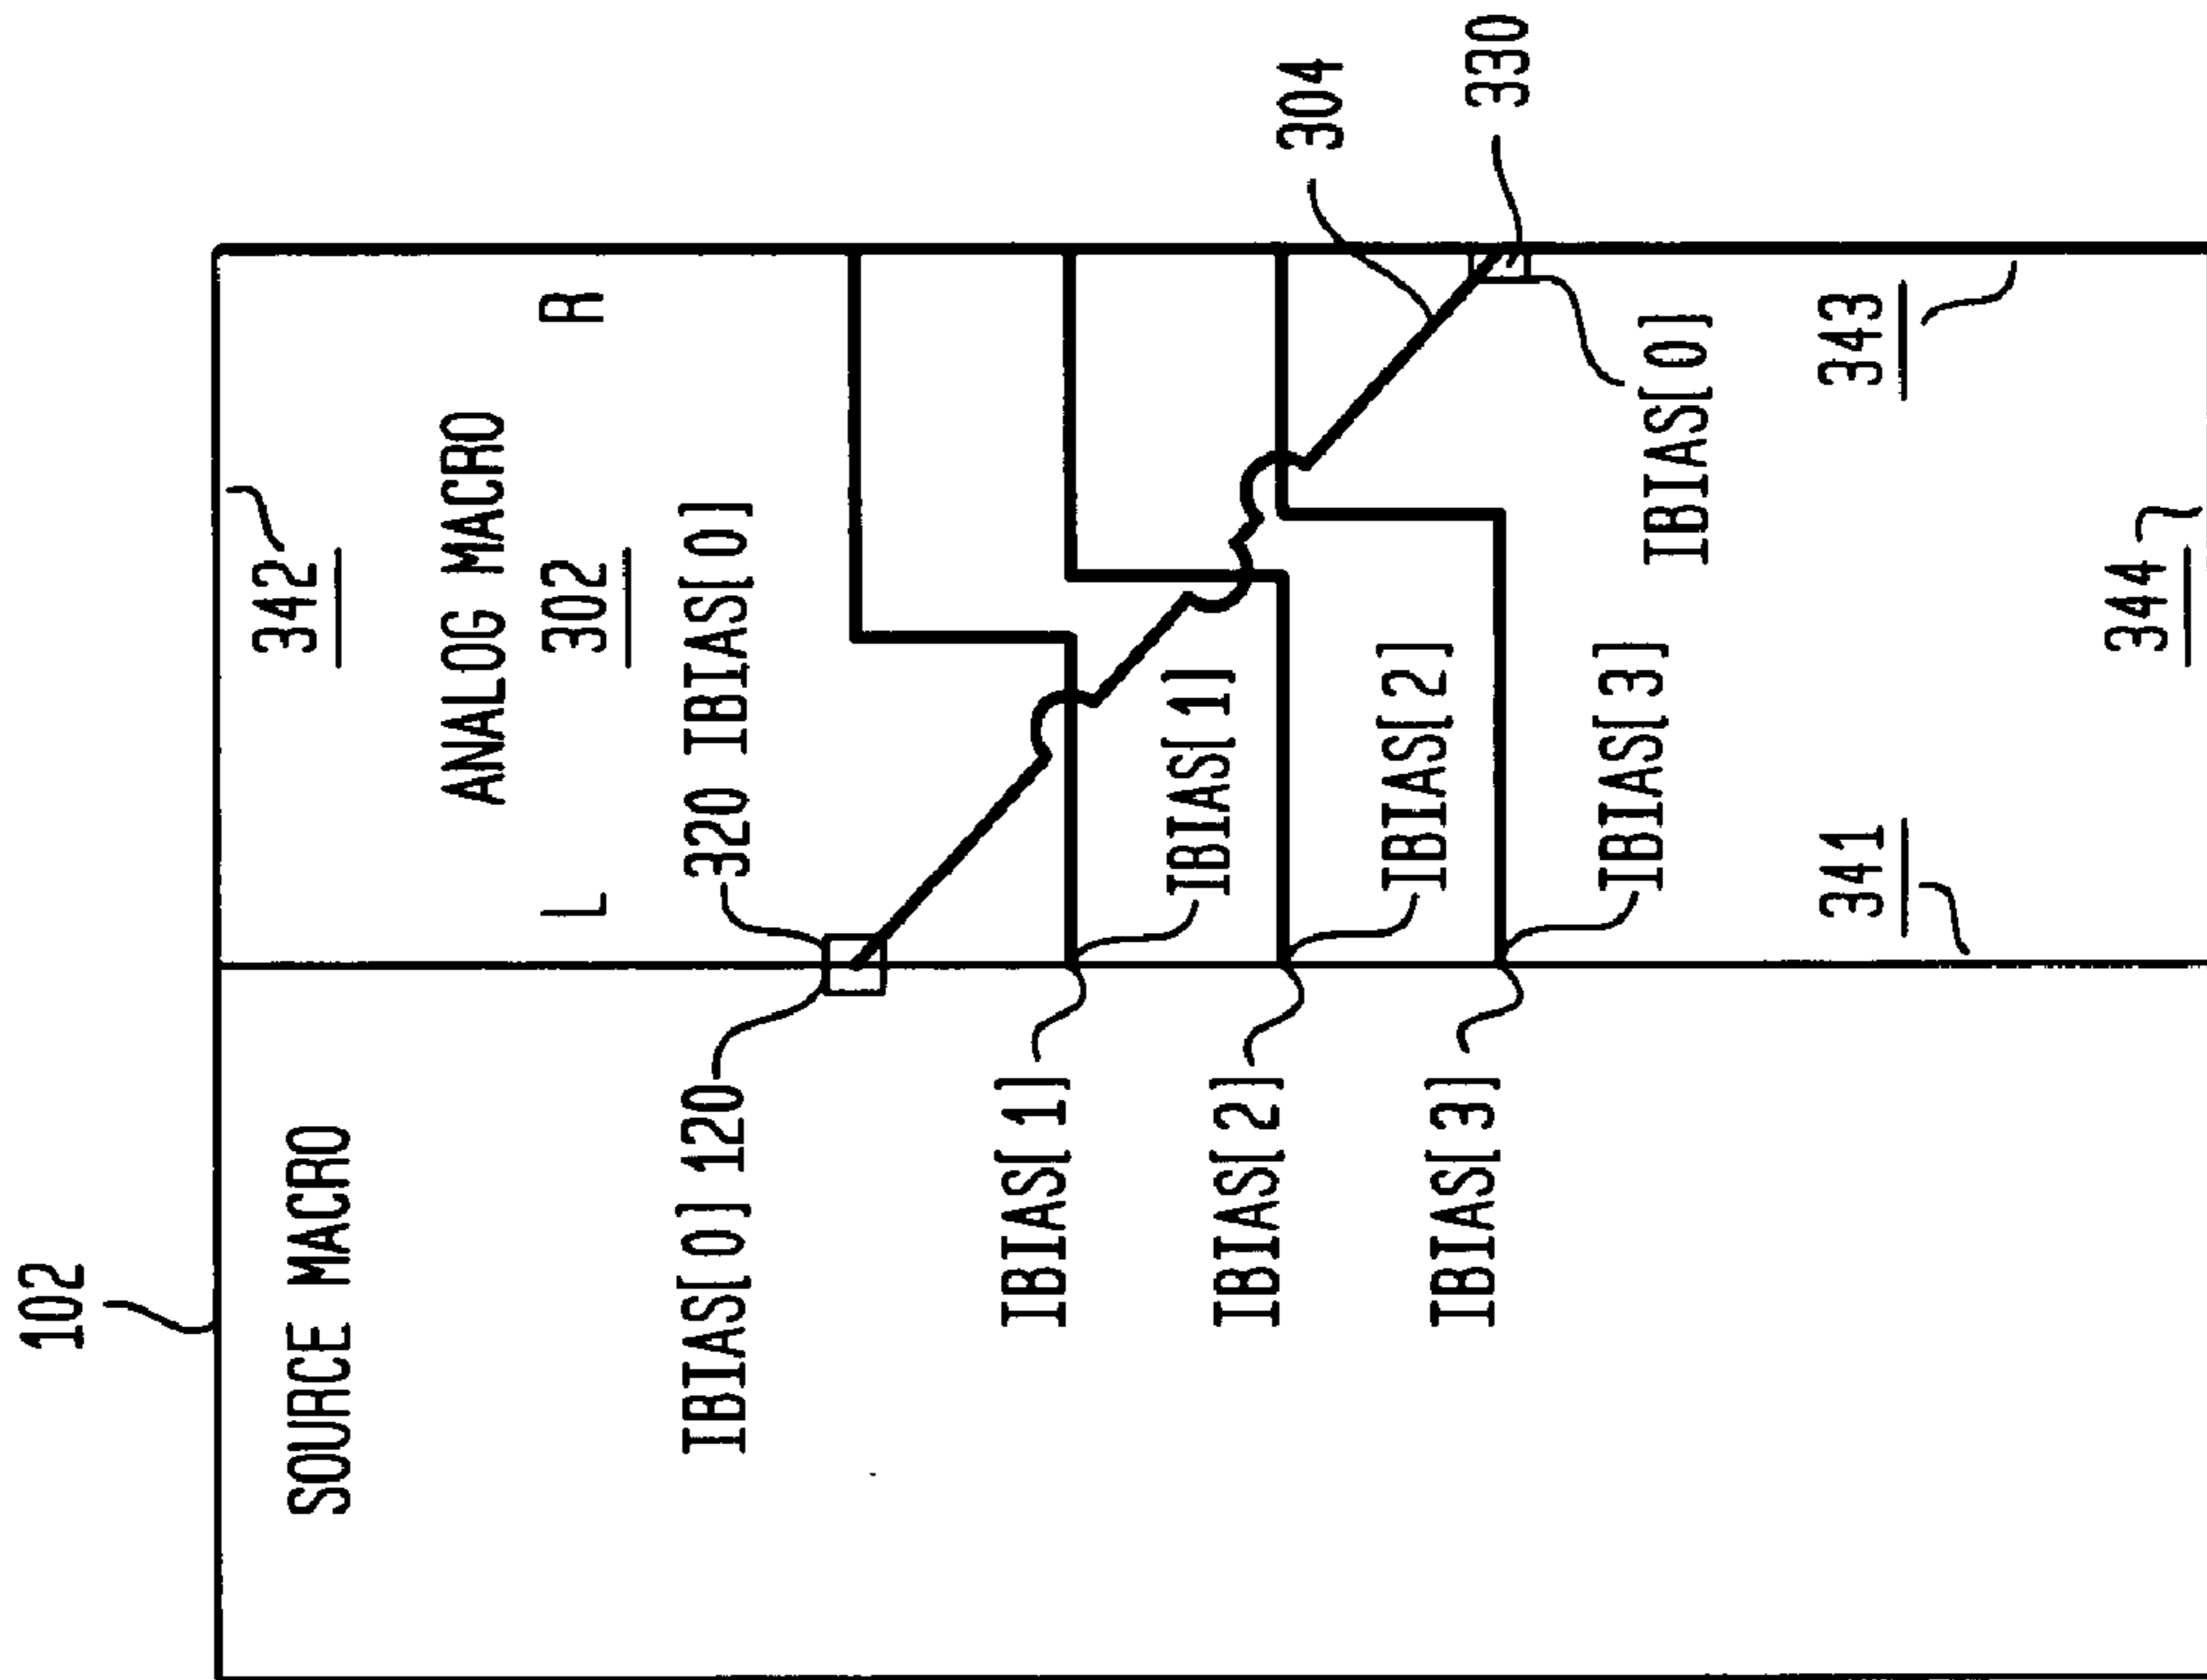 102
342
SOURCE MACRO
ANALOG MACRO
L 302 R
IBIAS[0] 120
320 IBIAS[0]
IBIAS[1]
IBIAS[1]
IBIAS[2]
304
IBIAS[2]
IBIAS[3]
330
IBIAS[3]
IBIAS[0]
341
343
344